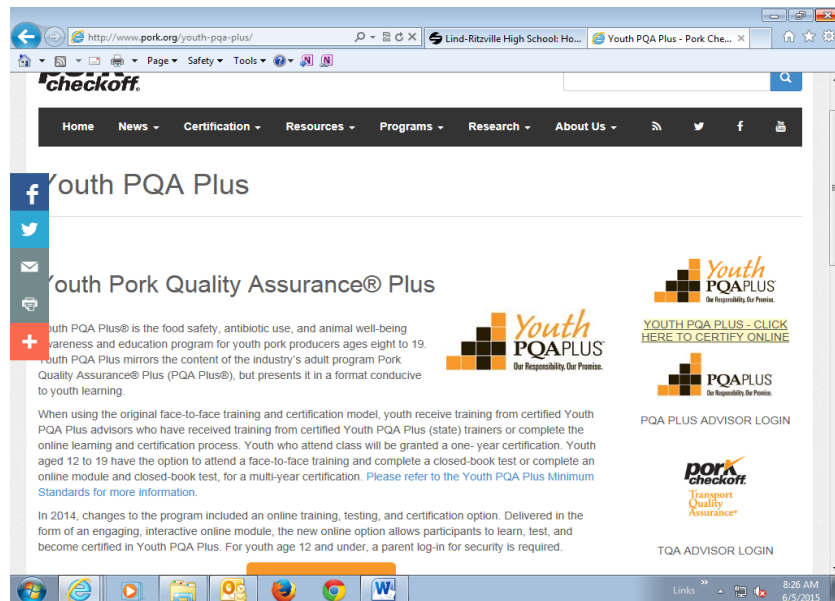 http://www.pork.org/youth-pqa-plus/
Lind-Ritzville High School: Ho...
Youth PQA Plus - Pork Che...
Page Safety Tools
pork
checkoff.
Home News Certification Resources Programs Research About Us
Youth PQA Plus
Youth Pork Quality Assurance® Plus
Youth PQA Plus® is the food safety, antibiotic use, and animal well-being
awareness and education program for youth pork producers ages eight to 19.
Youth PQA Plus mirrors the content of the industry's adult program Pork
Quality Assurance® Plus (PQA Plus®), but presents it in a format conducive
to youth learning.
Youth
PQAPLUS
Our Responsibility. Our Promise.
When using the original face-to-face training and certification model, youth receive training from certified Youth
PQA Plus advisors who have received training from certified Youth PQA Plus (state) trainers or complete the
online learning and certification process. Youth who attend class will be granted a one- year certification. Youth
aged 12 to 19 have the option to attend a face-to-face training and complete a closed-book test or complete an
online module and closed-book test, for a multi-year certification. Please refer to the Youth PQA Plus Minimum
Standards for more information.
In 2014, changes to the program included an online training, testing, and certification option. Delivered in the
form of an engaging, interactive online module, the new option allows participants to learn, test, and
become certified in Youth PQA Plus. For youth age 12 and under, a parent log-in for security is required.
Youth
PQAPLUS
Our Responsibility. Our Promise.
YOUTH PQA PLUS - CLICK
HERE TO CERTIFY ONLINE
PQAPLUS
Our Responsibility. Our Promise.
PQA PLUS ADVISOR LOGIN
pork
checkoff.
Transport
Quality
Assurance
TQA ADVISOR LOGIN
Links
8:26 AM
6/5/2015